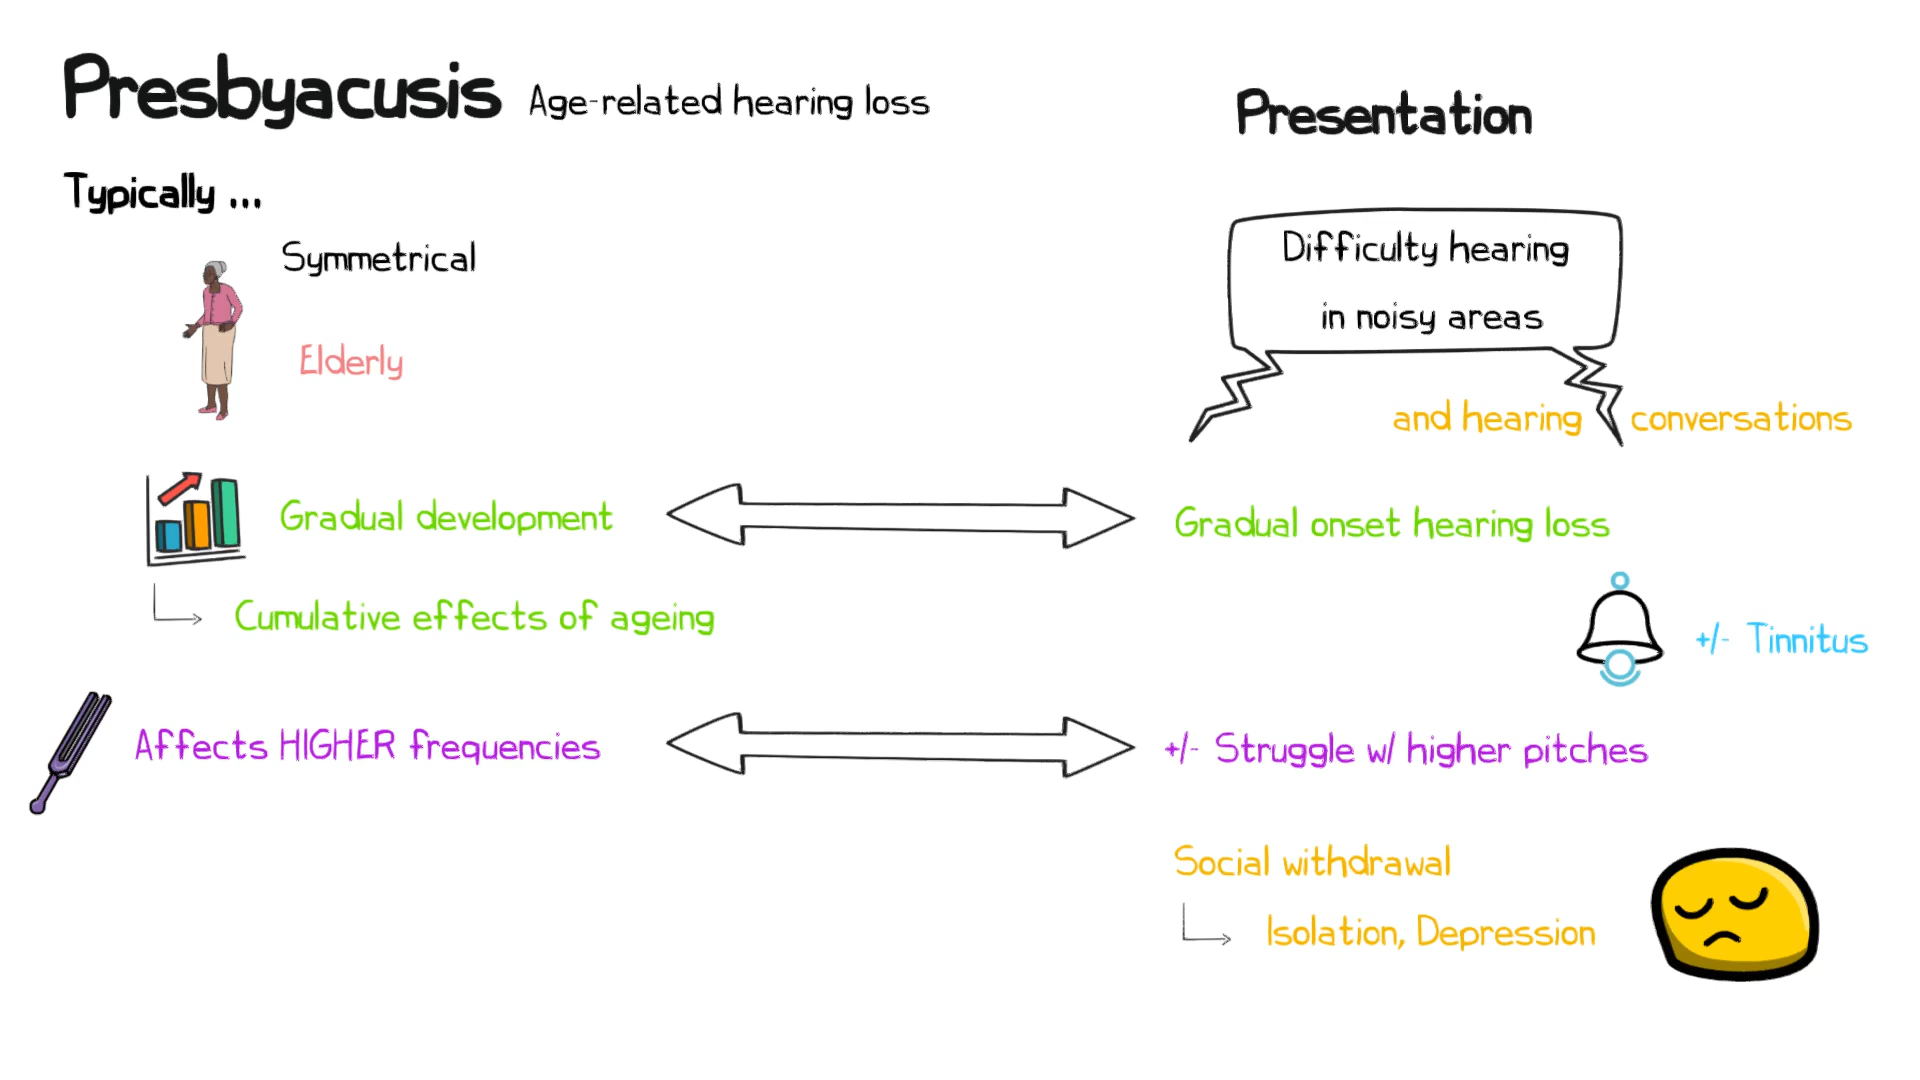 Presbyacusis Age-related hearing loss
Typically ...
Symmetrical
Elderly
Gradual development
Cumulative effects of ageing
Affects HIGHER frequencies
Presentation
Difficulty hearing
in noisy areas
and hearing conversations
Gradual onset hearing loss
+/- Tinnitus
+/- Struggle w/ higher pitches
Social withdrawal
Isolation, Depression